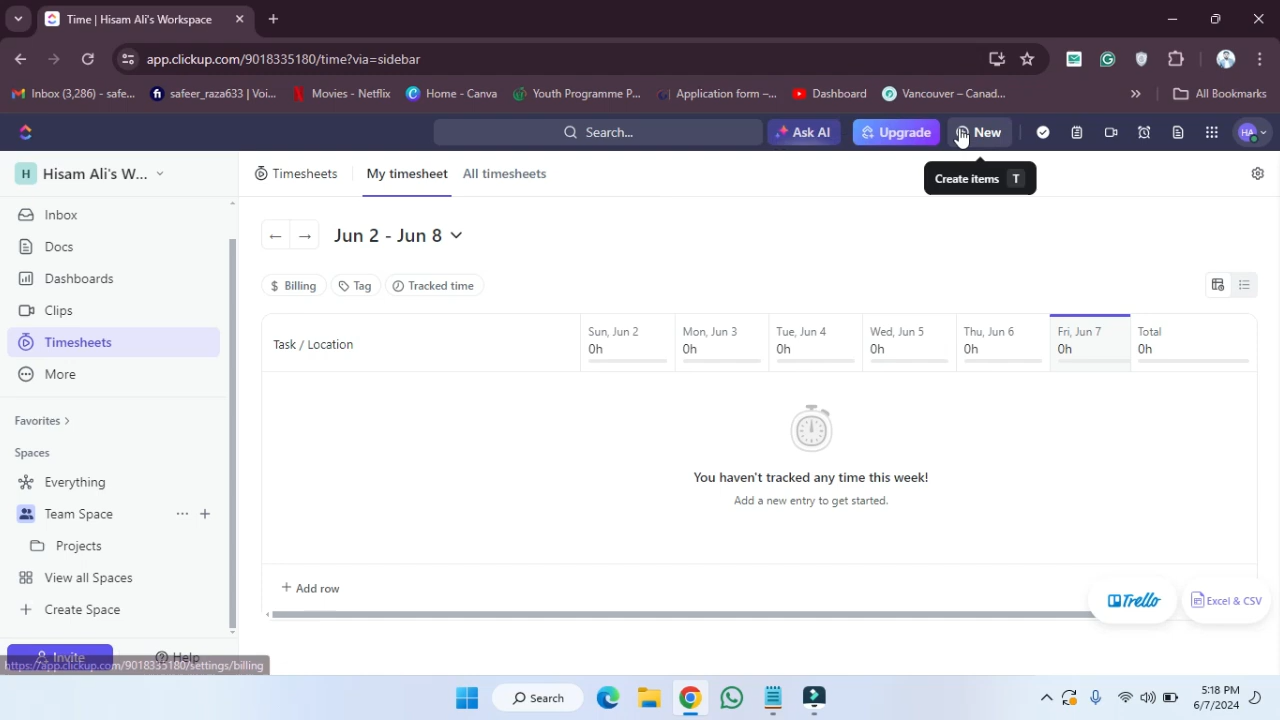 Time | Hisam Ali's Workspace
app.clickup.com/9018335180/time?via=sidebar
Inbox (3,286) - safe...
safeer_raza633 | Voi...
Movies - Netflix
Home - Canva
Youth Programme P...
Application form –...
Dashboard
Vancouver – Canad...
»
All Bookmarks
Search...
Ask AI
Upgrade
New
HA
H Hisam Ali's W...
Timesheets
My timesheet
All timesheets
Create items T
Inbox
Docs
Dashboards
Clips
Timesheets
More
Favorites >
Spaces
Everything
Team Space
Projects
View all Spaces
Create Space
Invite
Help
https://app.clickup.com/9018335180/settings/billing
← → Jun 2 - Jun 8
$ Billing
Tag
Tracked time
Task / Location
Sun, Jun 2
0h
Mon, Jun 3
0h
Tue, Jun 4
0h
Wed, Jun 5
0h
Thu, Jun 6
0h
Fri, Jun 7
0h
Total
0h
You haven't tracked any time this week!
Add a new entry to get started.
+ Add row
Trello
Excel & CSV
Search
5:18 PM
6/7/2024